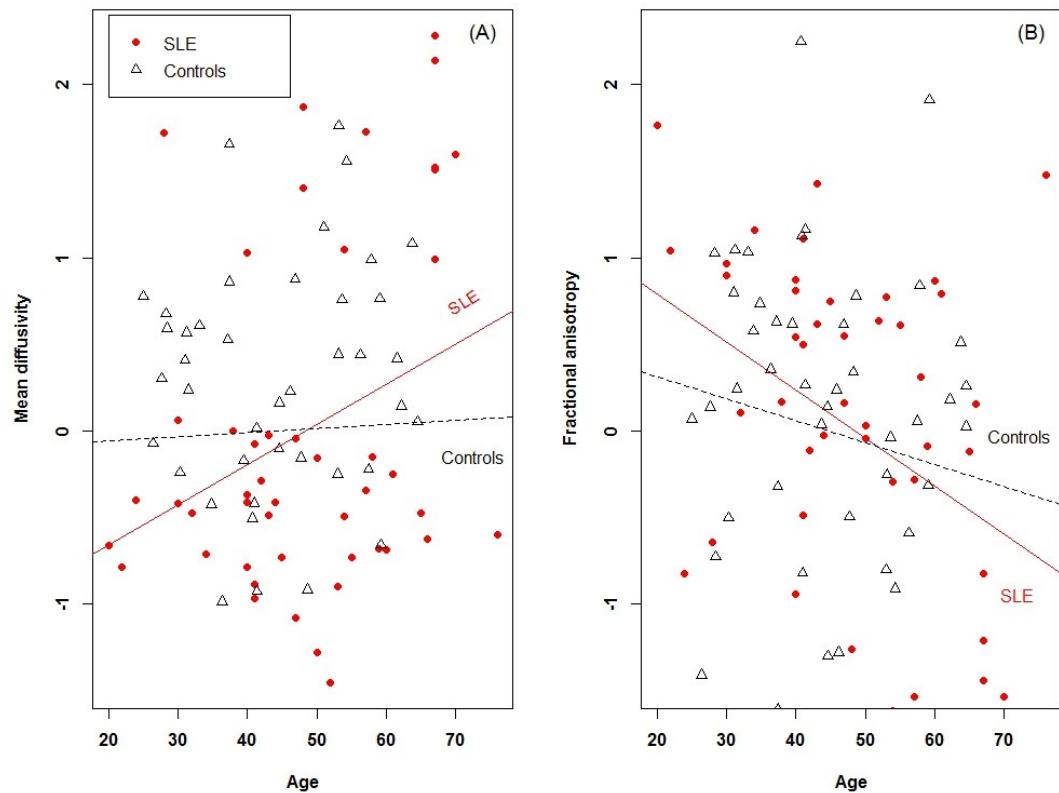 (A)
SLE
Controls
2
1
0
-1
Mean diffusivity
SLE
Controls
20 30 40 50 60 70
Age
(B)
2
1
0
-1
Fractional anisotropy
Controls
SLE
20 30 40 50 60 70
Age